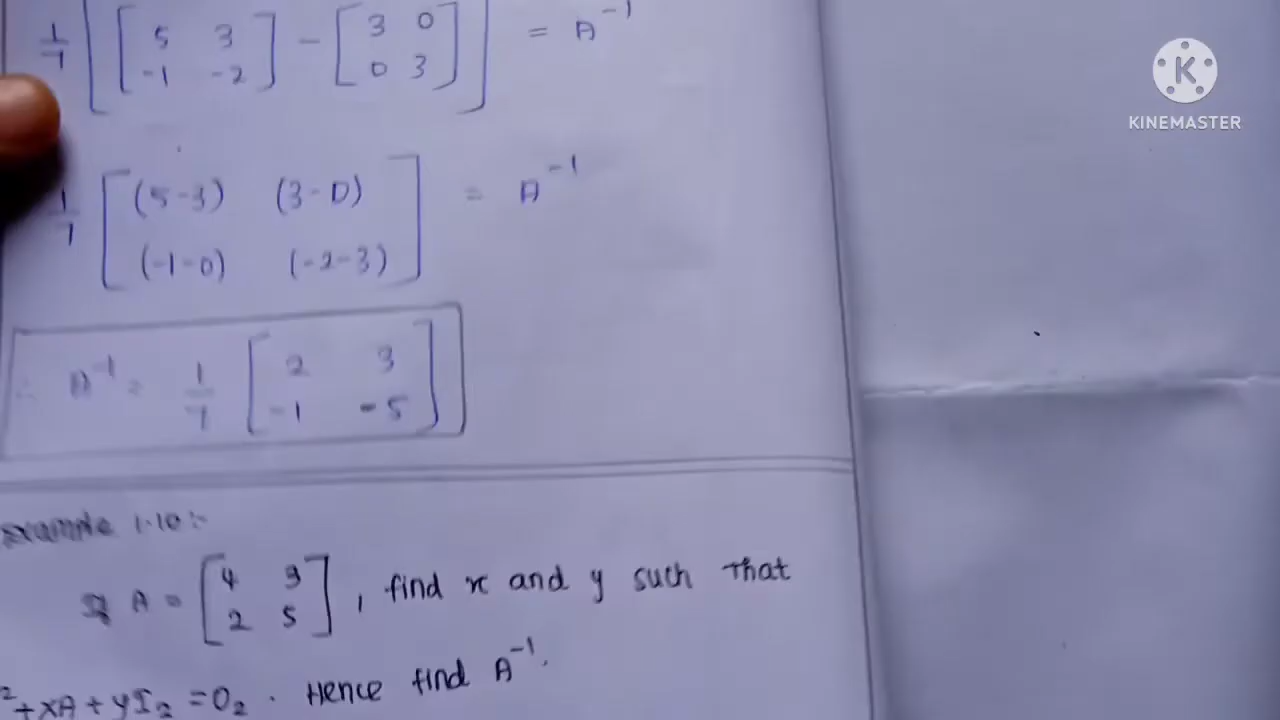 1/7 [ [ 5 3 ] - [ 3 0 ] ] = A^-1
[ -1 -2 ] [ 0 3 ]
KINEMASTER
1/7 [ (5-3) (3-0) ] = A^-1
[ (-1-0) (-2-3) ]
∴ A^-1 = 1/7 [ 2 3 ]
[ -1 -5 ]
Example 1.10:-
If A = [ 4 3 ] , find x and y such that
[ 2 5 ]
2 + xA + yI2 = O2 . Hence find A^-1.